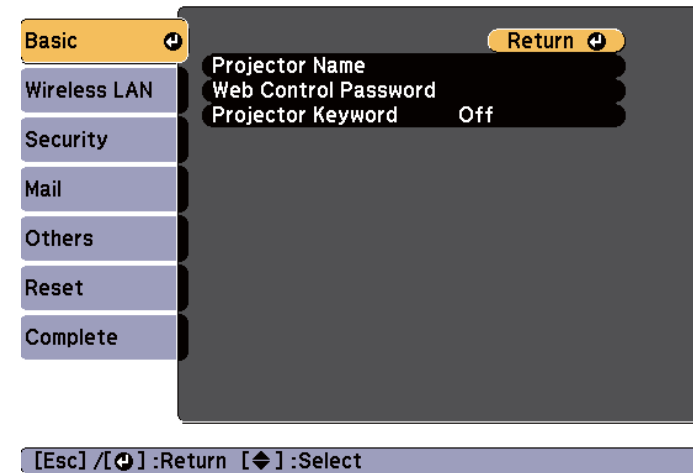 Basic
Wireless LAN
Security
Mail
Others
Reset
Complete
Return
Projector Name
Web Control Password
Projector Keyword Off
[Esc] /[ ] :Return [ ] :Select